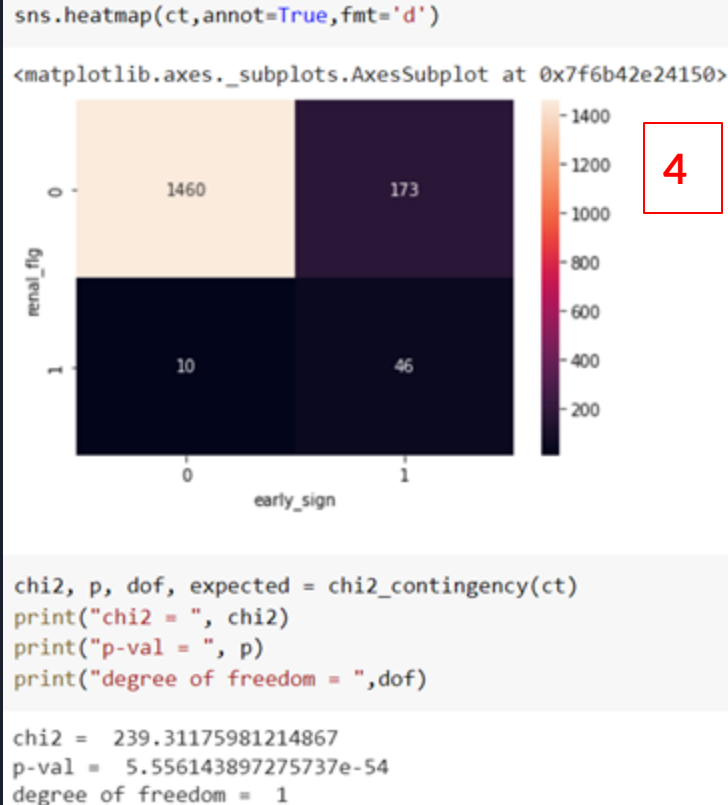 sns.heatmap(ct,annot=True,fmt='d')
<matplotlib.axes._subplots.AxesSubplot at 0x7f6b42e24150>
1400
4
1200
0
1460
173
1000
800
renal_flg
600
1
10
46
400
200
0
1
early_sign
chi2, p, dof, expected = chi2_contingency(ct)
print("chi2 = ", chi2)
print("p-val = ", p)
print("degree of freedom = ",dof)
chi2 =  239.31175981214867
p-val =  5.556143897275737e-54
degree of freedom =  1